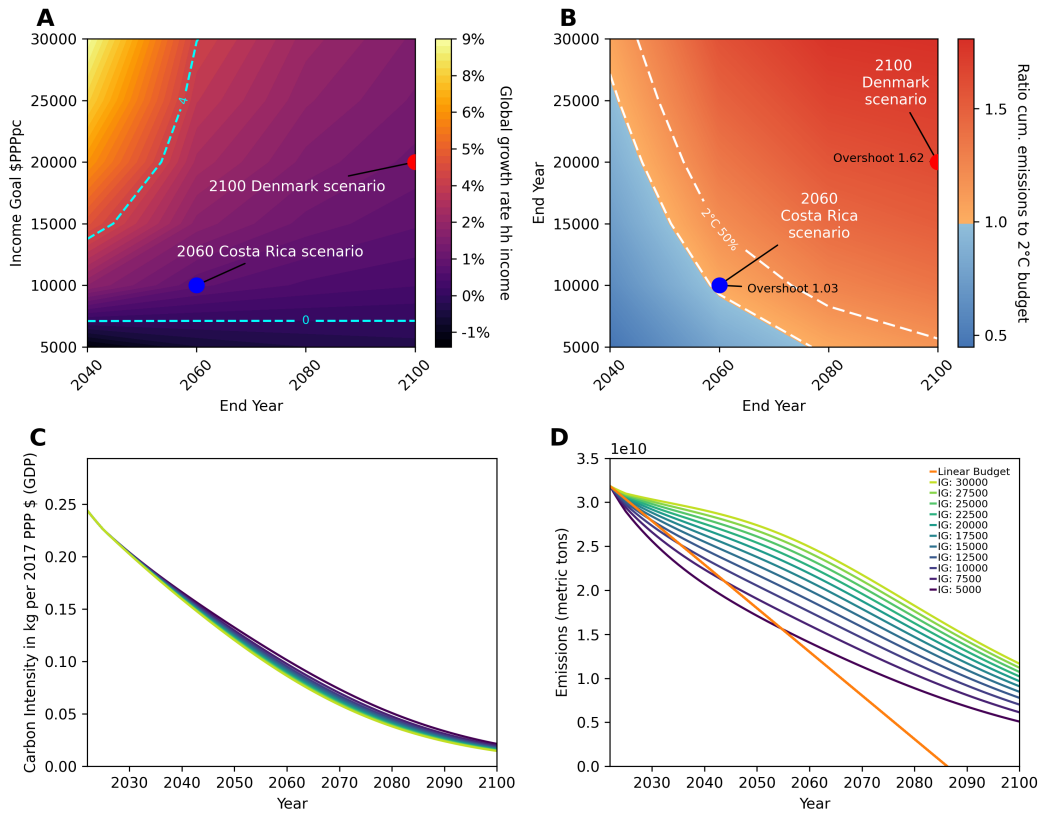 A
30000
25000
20000
15000
10000
5000
Income Goal $PPPpc
4
2100 Denmark scenario
2060 Costa Rica scenario
0
2040
2060
2080
2100
End Year
9%
8%
7%
6%
5%
4%
2%
1%
0%
-1%
Global growth rate hh income
B
30000
25000
20000
15000
10000
5000
End Year
2100
Denmark
scenario
Overshoot 1.62
2060
Costa Rica
scenario
2°C 50%
Overshoot 1.03
2040
2060
2080
2100
End Year
1.5
1.0
0.5
Ratio cum. emissions to 2°C budget
C
0.25
0.20
0.15
0.10
0.05
0.00
Carbon Intensity in kg per 2017 PPP $ (GDP)
2030
2040
2050
2060
2070
2080
2090
2100
Year
D
1e10
3.5
3.0
2.5
2.0
1.5
1.0
0.5
0.0
Emissions (metric tons)
Linear Budget
IG: 30000
IG: 27500
IG: 25000
IG: 22500
IG: 20000
IG: 17500
IG: 15000
IG: 12500
IG: 10000
IG: 7500
IG: 5000
2030
2040
2050
2060
2070
2080
2090
2100
Year